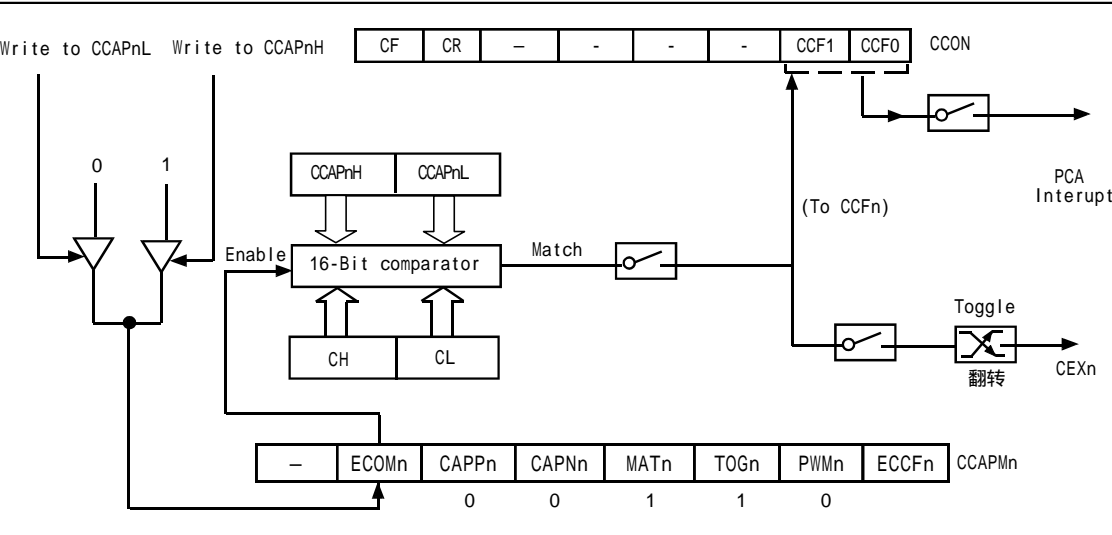 Write to CCAPnL Write to CCAPnH
CF CR – - - - CCF1 CCF0 CCON
0 1
CCAPnH CCAPnL
PCA
Interupt
(To CCFn)
Enable 16-Bit comparator Match
Toggle
CH CL
翻转
CEXn
– ECOMn CAPPn CAPNn MATn TOGn PWMn ECCFn CCAPMn
0 0 1 1 0